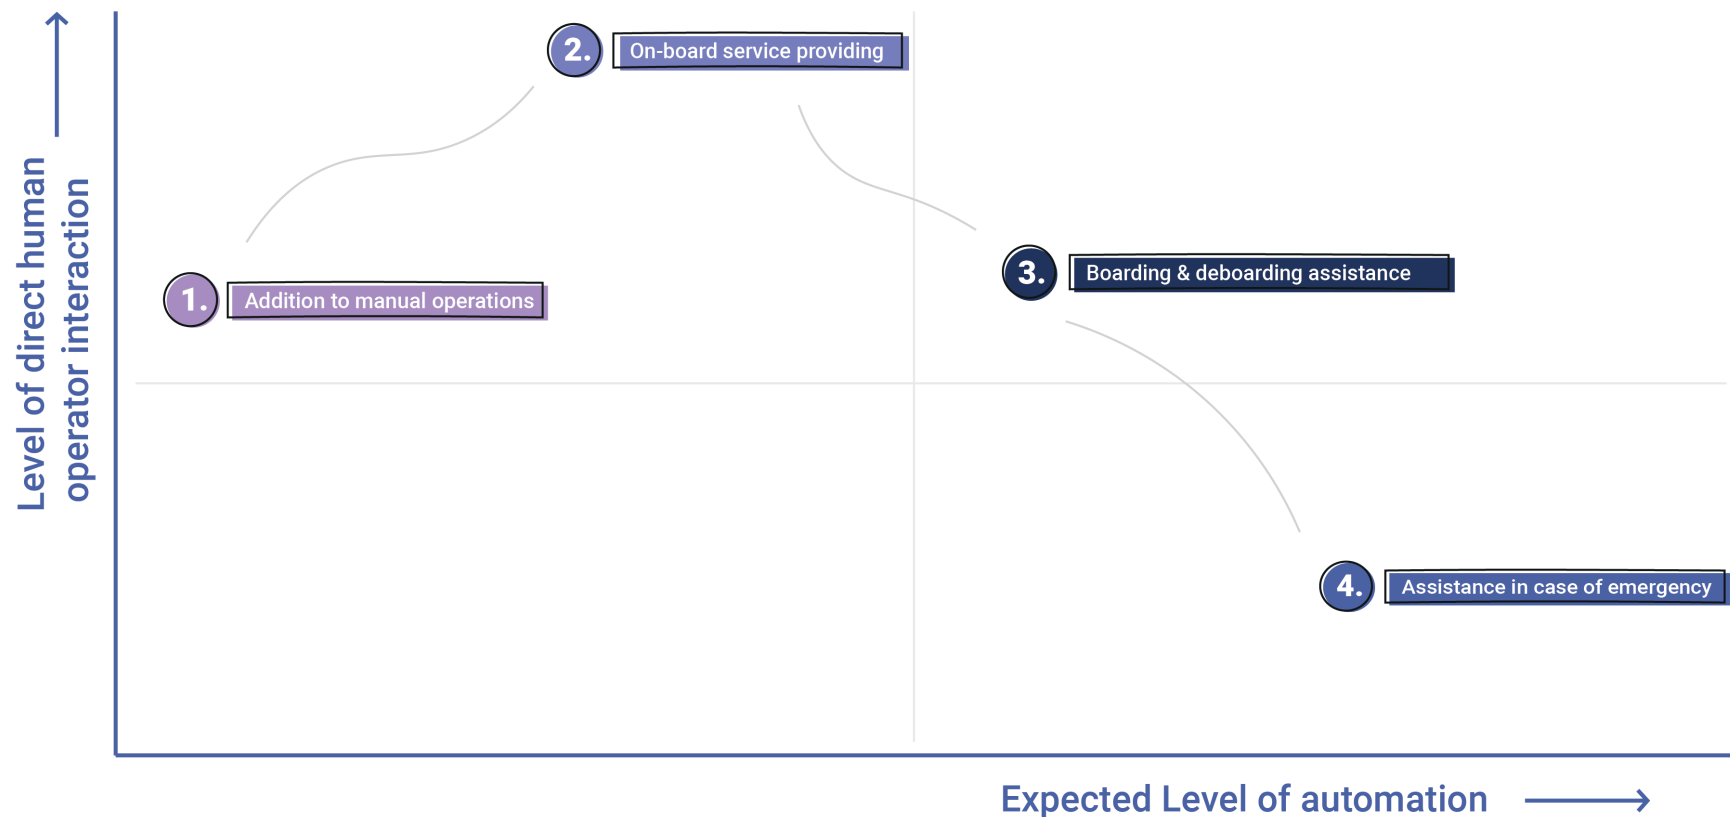 Level of direct human
operator interaction
2. On-board service providing
3. Boarding & deboarding assistance
1. Addition to manual operations
4. Assistance in case of emergency
Expected Level of automation